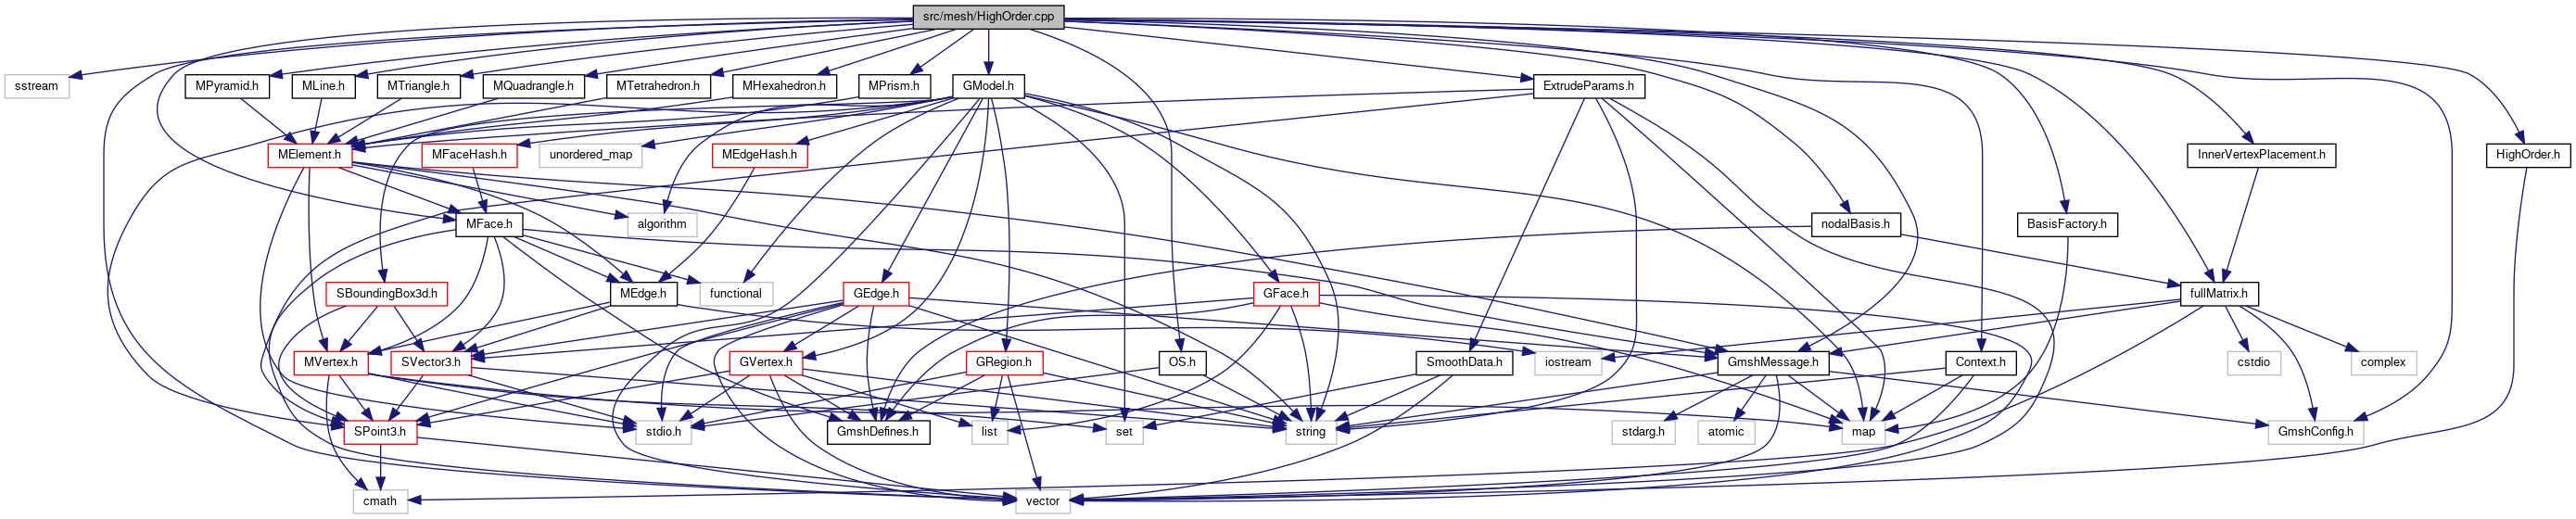 src/mesh/HighOrder.cpp
sstream
MPyramid.h
MLine.h
MTriangle.h
MQuadrangle.h
MTetrahedron.h
MHexahedron.h
MPrism.h
GModel.h
ExtrudeParams.h
MElement.h
MFaceHash.h
unordered_map
MEdgeHash.h
InnerVertexPlacement.h
HighOrder.h
MFace.h
algorithm
nodalBasis.h
BasisFactory.h
SBoundingBox3d.h
MEdge.h
functional
GEdge.h
GFace.h
fullMatrix.h
MVertex.h
SVector3.h
GVertex.h
GRegion.h
OS.h
SmoothData.h
iostream
GmshMessage.h
Context.h
cstdio
complex
SPoint3.h
stdio.h
GmshDefines.h
list
set
string
stdarg.h
atomic
map
GmshConfig.h
cmath
vector